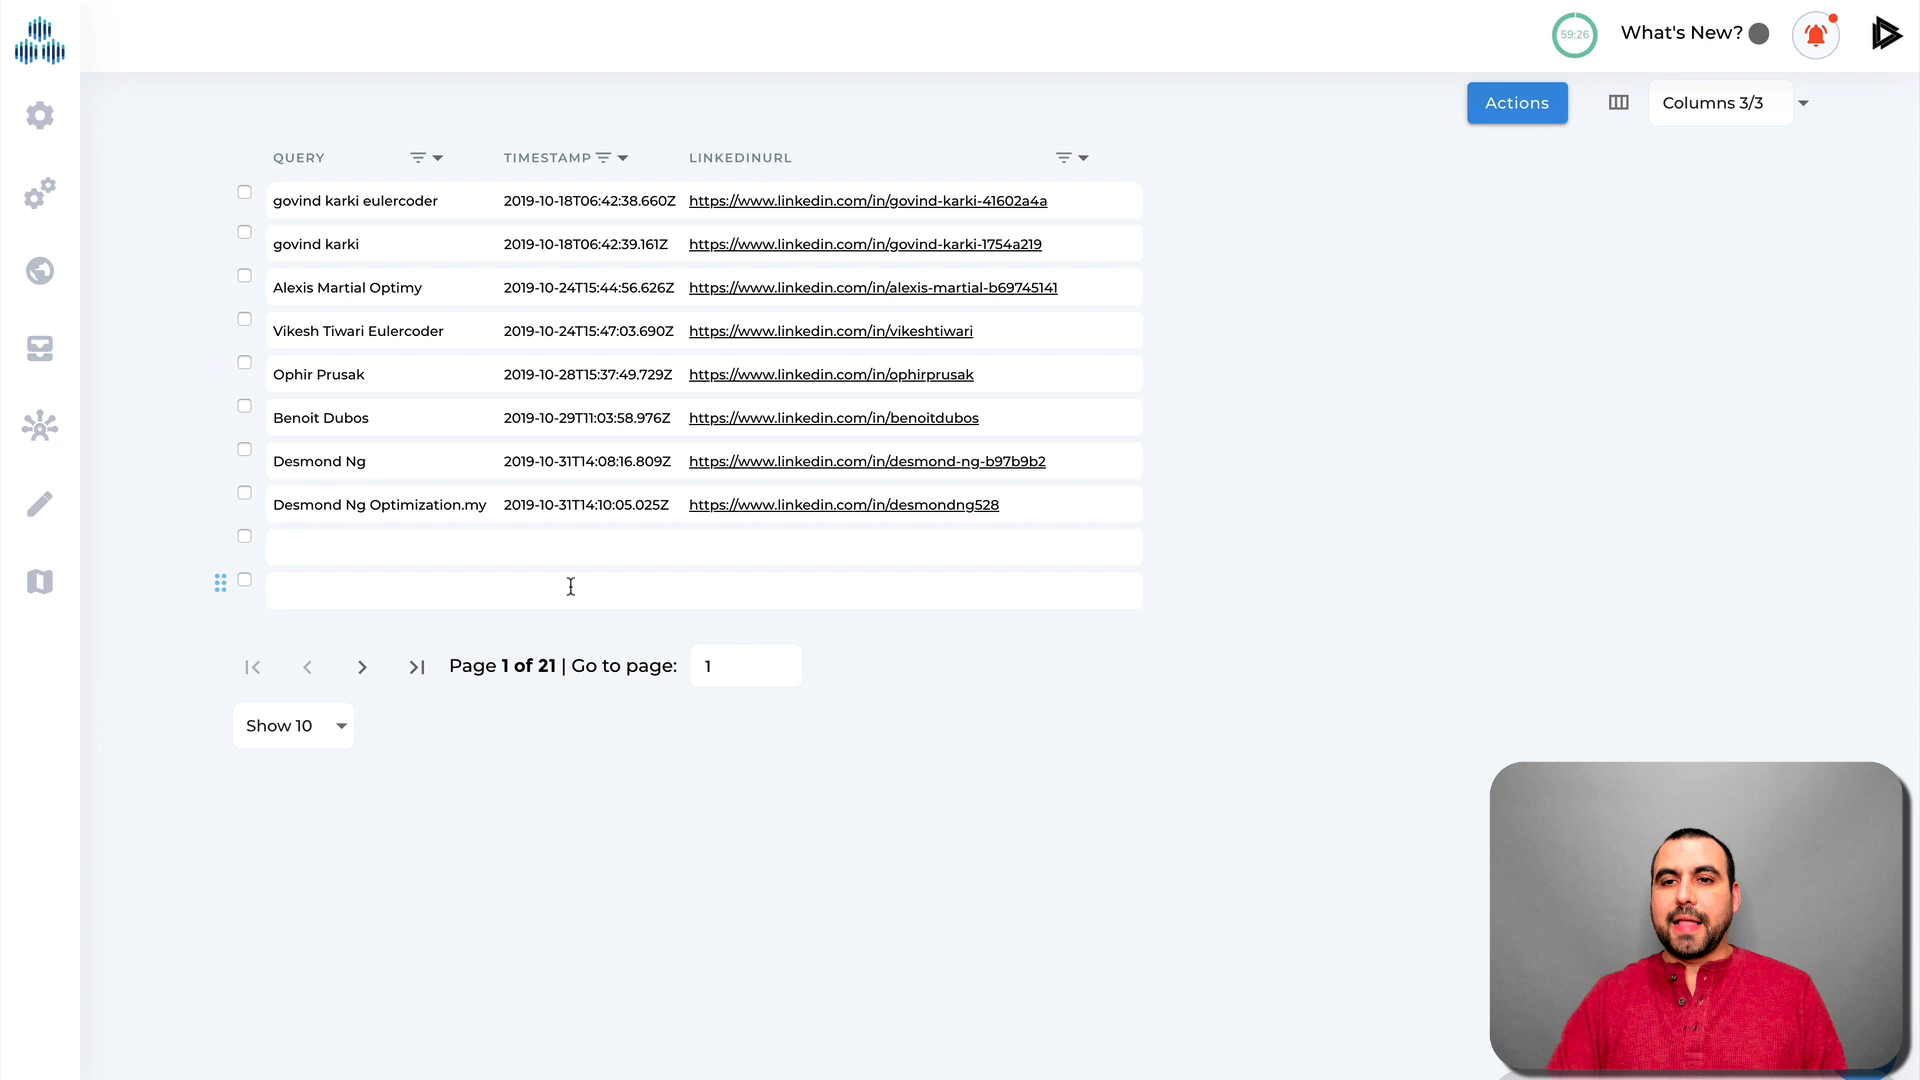 59:26
What's New?
Actions
Columns 3/3
QUERY TIMESTAMP LINKEDINURL
govind karki eulercoder 2019-10-18T06:42:38.660Z https://www.linkedin.com/in/govind-karki-41602a4a
govind karki 2019-10-18T06:42:39.161Z https://www.linkedin.com/in/govind-karki-1754a219
Alexis Martial Optimy 2019-10-24T15:44:56.626Z https://www.linkedin.com/in/alexis-martial-b69745141
Vikesh Tiwari Eulercoder 2019-10-24T15:47:03.690Z https://www.linkedin.com/in/vikeshtiwari
Ophir Prusak 2019-10-28T15:37:49.729Z https://www.linkedin.com/in/ophirprusak
Benoit Dubos 2019-10-29T11:03:58.976Z https://www.linkedin.com/in/benoitdubos
Desmond Ng 2019-10-31T14:08:16.809Z https://www.linkedin.com/in/desmond-ng-b97b9b2
Desmond Ng Optimization.my 2019-10-31T14:10:05.025Z https://www.linkedin.com/in/desmondng528
Page 1 of 21 | Go to page: 1
Show 10